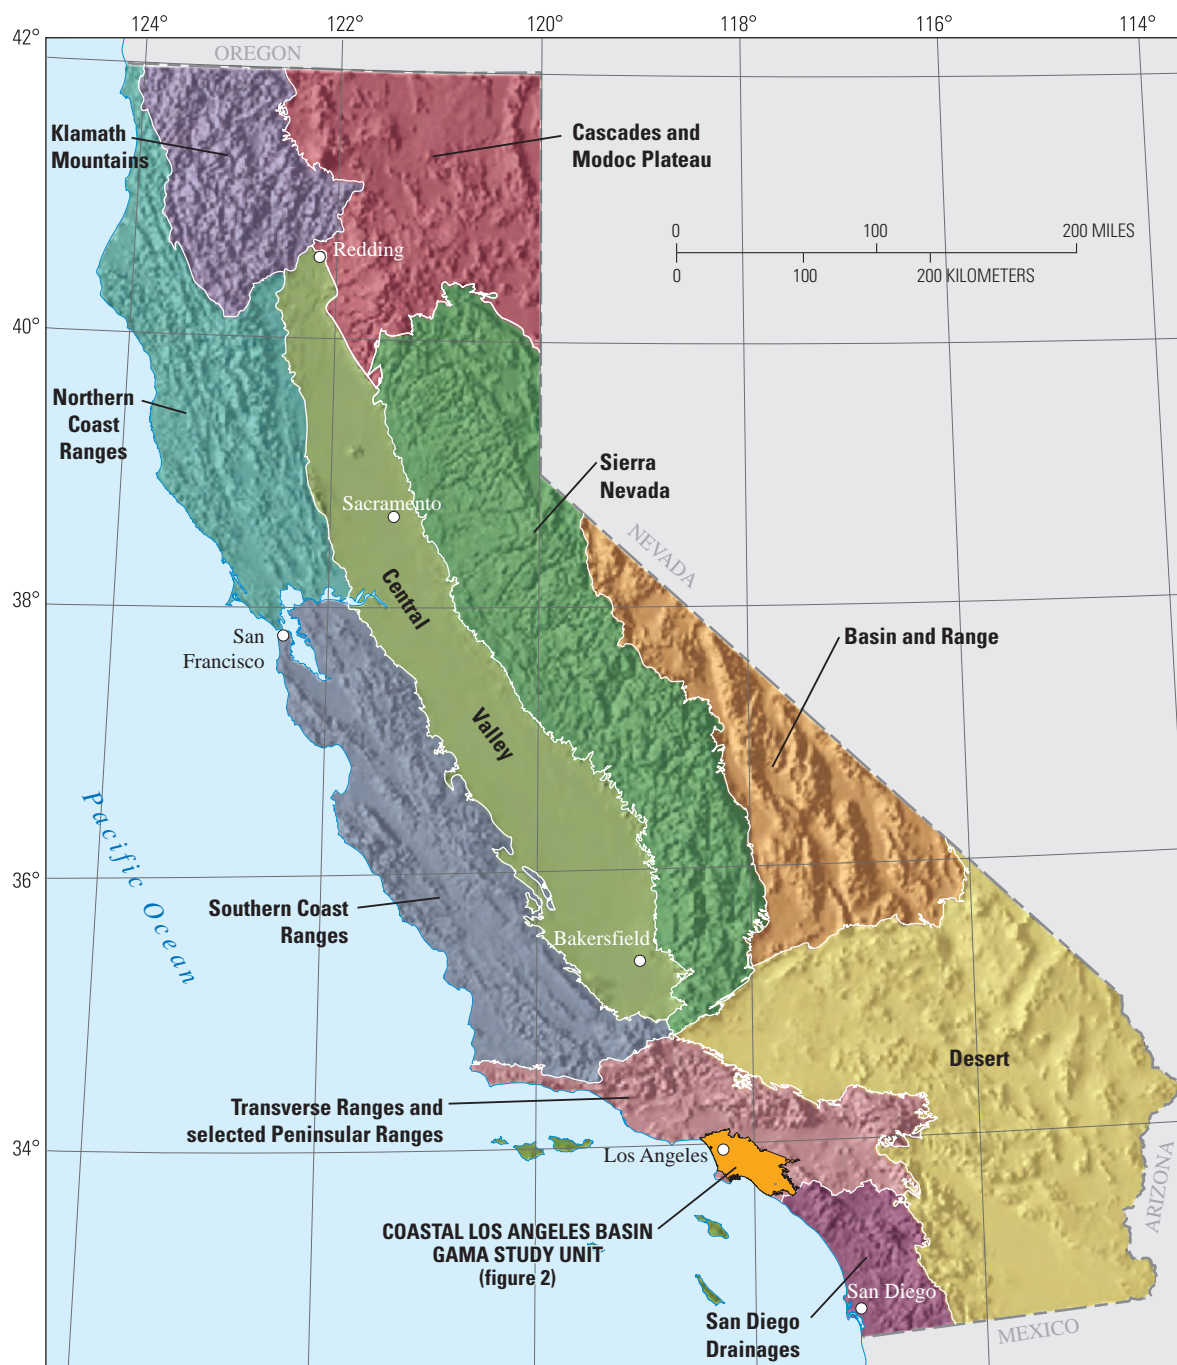 124°
122°
120°
118°
116°
114°
42°
OREGON
Klamath
Mountains
Cascades and
Modoc Plateau
0
100
200 MILES
0
100
200 KILOMETERS
Redding
40°
Northern
Coast
Ranges
Sierra
Nevada
Sacramento
NEVADA
Central
Valley
38°
San
Francisco
Basin and Range
Pacific Ocean
36°
Southern Coast
Ranges
Bakersfield
Desert
Transverse Ranges and
selected Peninsular Ranges
34°
Los Angeles
ARIZONA
COASTAL LOS ANGELES BASIN
GAMA STUDY UNIT
(figure 2)
San Diego
San Diego
Drainages
MEXICO